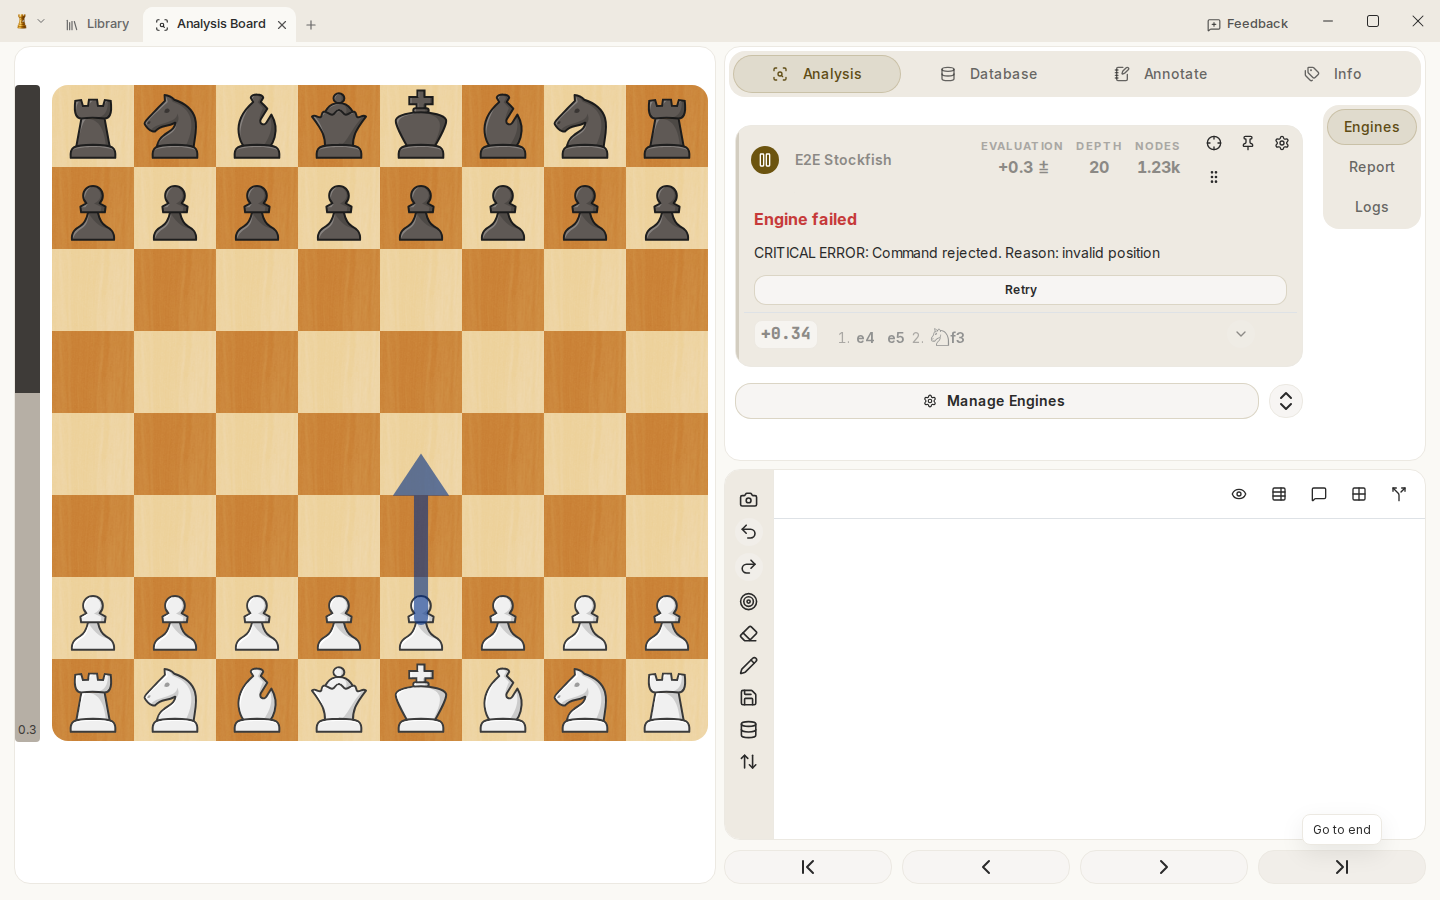 Library
Analysis Board
Feedback
Analysis
Database
Annotate
Info
Engines
Report
Logs
E2E Stockfish
EVALUATION
+0.3 ±
DEPTH
20
NODES
1.23k
Engine failed
CRITICAL ERROR: Command rejected. Reason: invalid position
Retry
+0.34
1. e4 e5 2. ♘f3
Manage Engines
0.3
Go to end